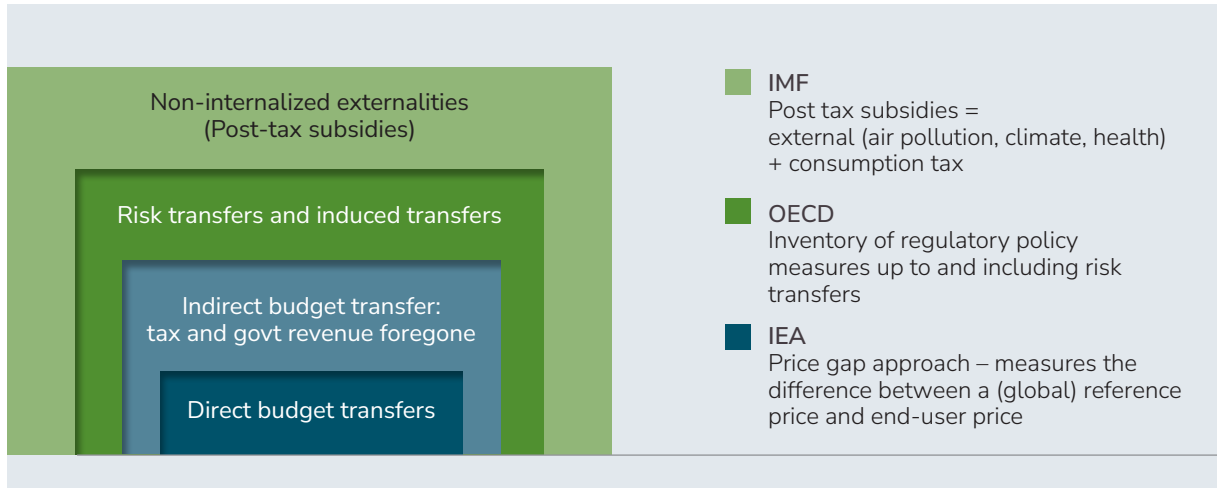 Non-internalized externalities
(Post-tax subsidies)
Risk transfers and induced transfers
Indirect budget transfer:
tax and govt revenue foregone
Direct budget transfers
IMF
Post tax subsidies =
external (air pollution, climate, health)
+ consumption tax
OECD
Inventory of regulatory policy
measures up to and including risk
transfers
IEA
Price gap approach – measures the
difference between a (global) reference
price and end-user price